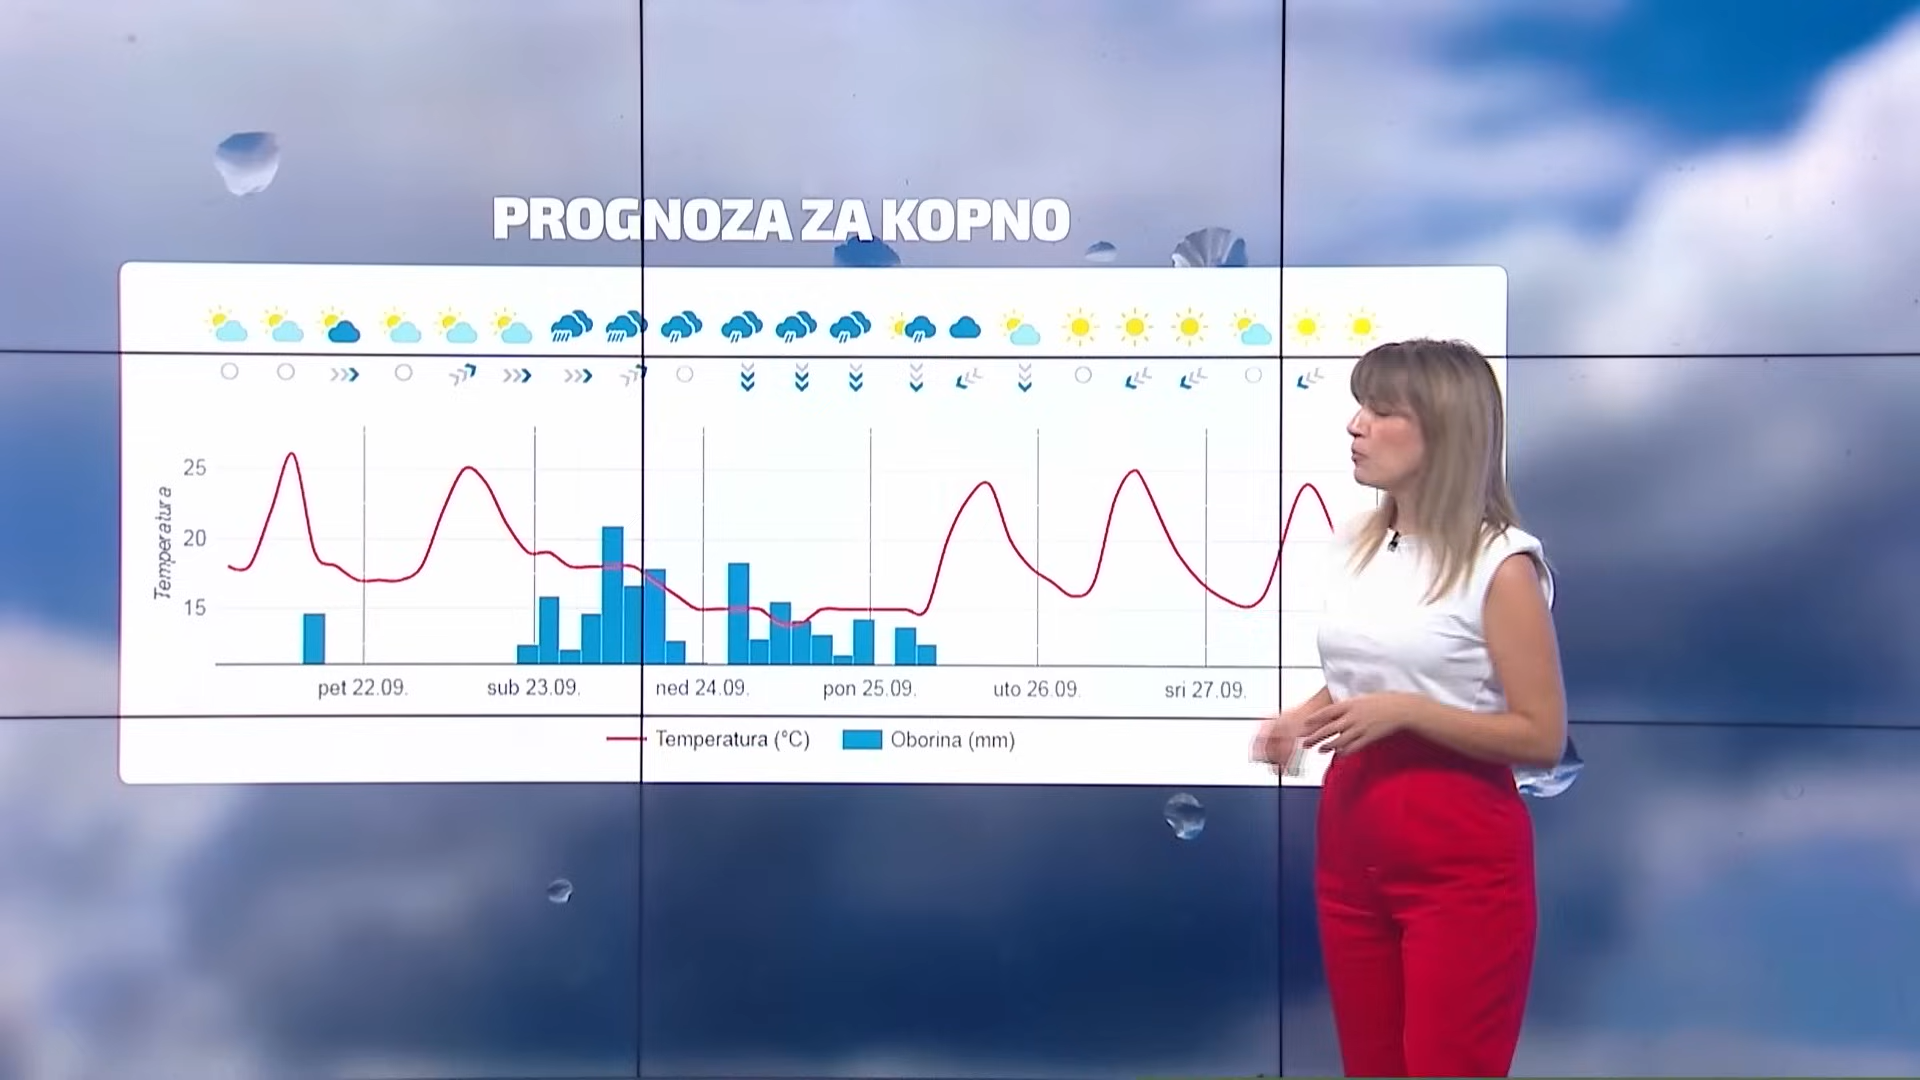 PROGNOZA ZA KOPNO
25
20
15
Temperatura
pet 22.09.
sub 23.09.
ned 24.09.
pon 25.09.
uto 26.09.
sri 27.09.
Temperatura (°C)
Oborina (mm)